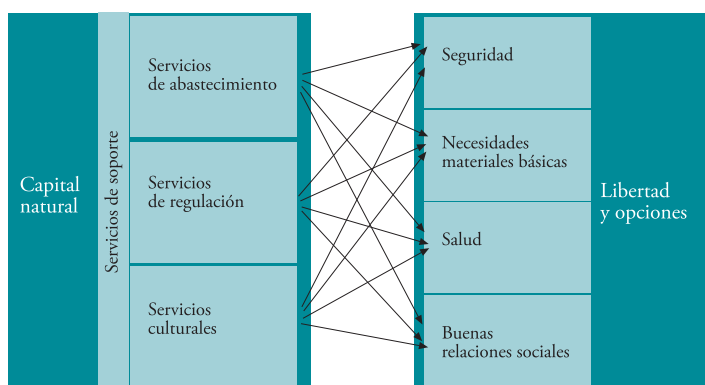 Capital
natural
Servicios de soporte
Servicios
de abastecimiento
Servicios
de regulación
Servicios
culturales
Seguridad
Necesidades
materiales básicas
Salud
Buenas
relaciones sociales
Libertad
y opciones